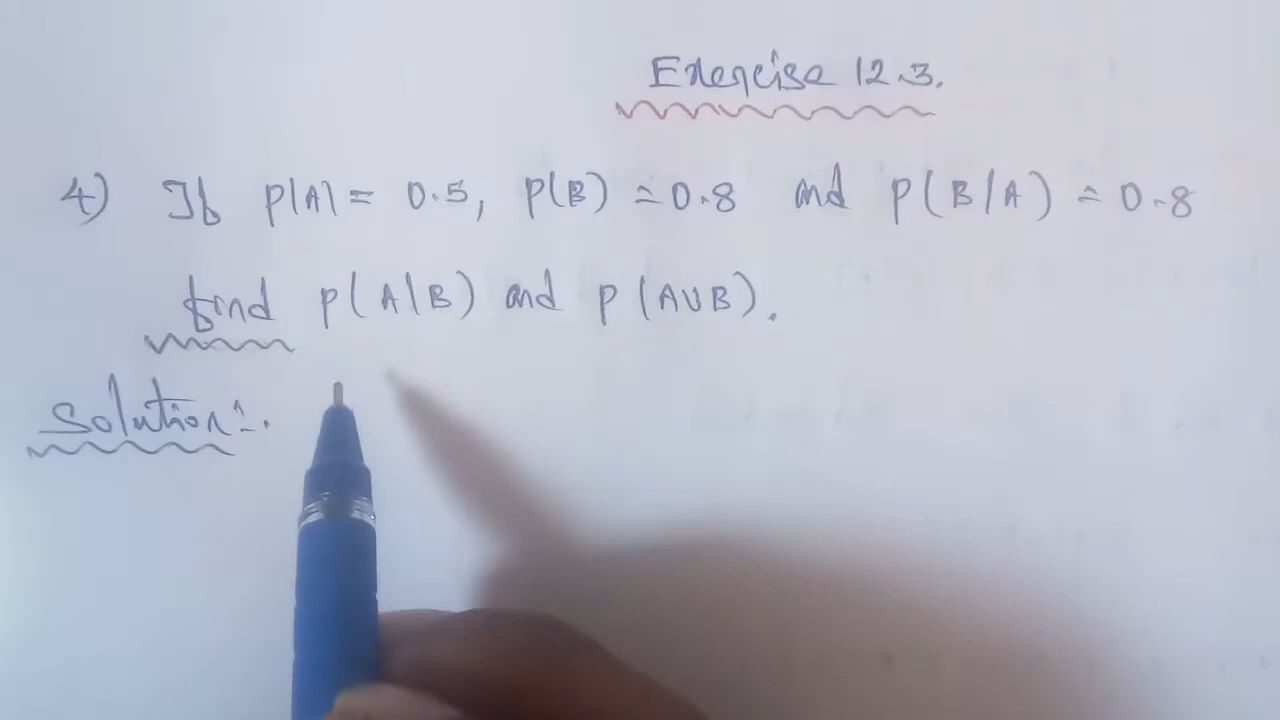 Exercise 12.3.
4) If P(A) = 0.5, P(B) = 0.8 and P(B/A) = 0.8
find P(A/B) and P(A∪B).
Solution:.